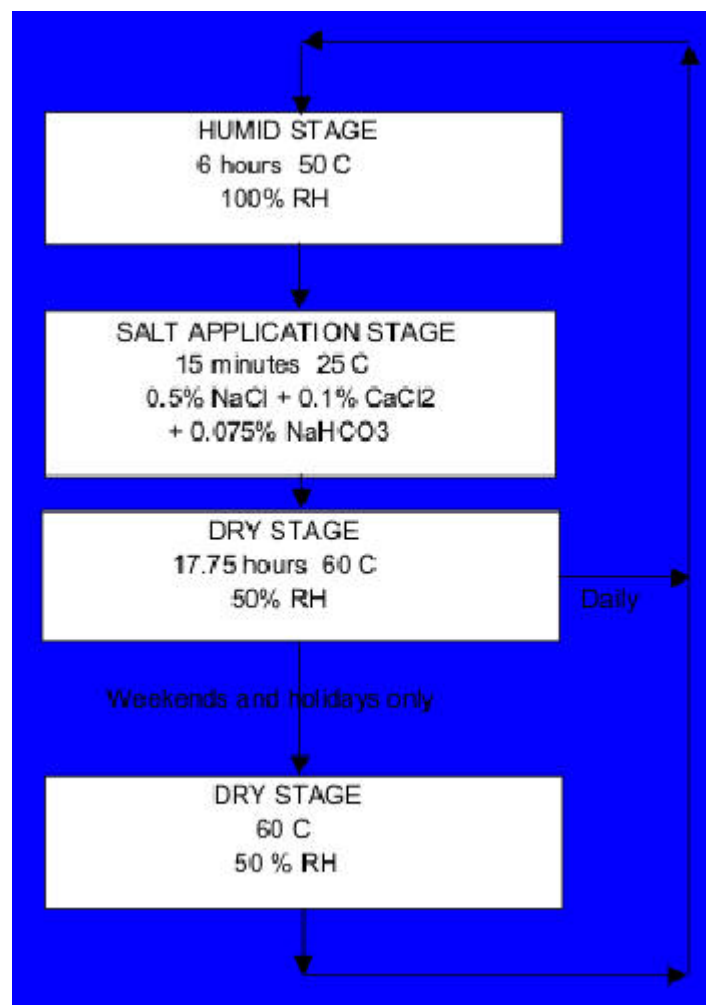 HUMID STAGE
6 hours 50 C
100% RH
SALT APPLICATION STAGE
15 minutes 25 C
0.5% NaCl + 0.1% CaCl2
+ 0.075% NaHCO3
DRY STAGE
17.75 hours 60 C
50% RH
Daily
Weekends and holidays only
DRY STAGE
60 C
50 % RH